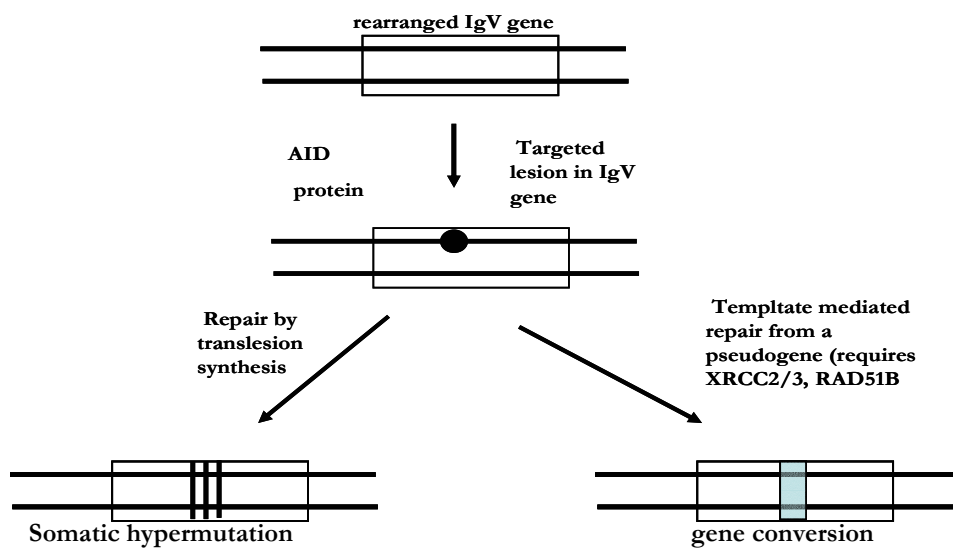 rearranged IgV gene
AID
protein
Targeted
lesion in IgV
gene
Repair by
translesion
synthesis
Templtate mediated
repair from a
pseudogene (requires
XRCC2/3, RAD51B
Somatic hypermutation
gene conversion